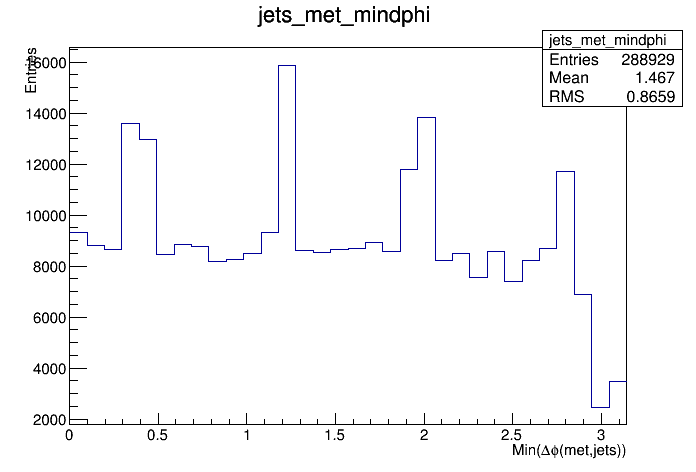 jets_met_mindphi
jets_met_mindphi
Entries 288929
Mean 1.467
RMS 0.8659
Entries
16000
14000
12000
10000
8000
6000
4000
2000
0 0.5 1 1.5 2 2.5 3
Min(Δϕ(met,jets))